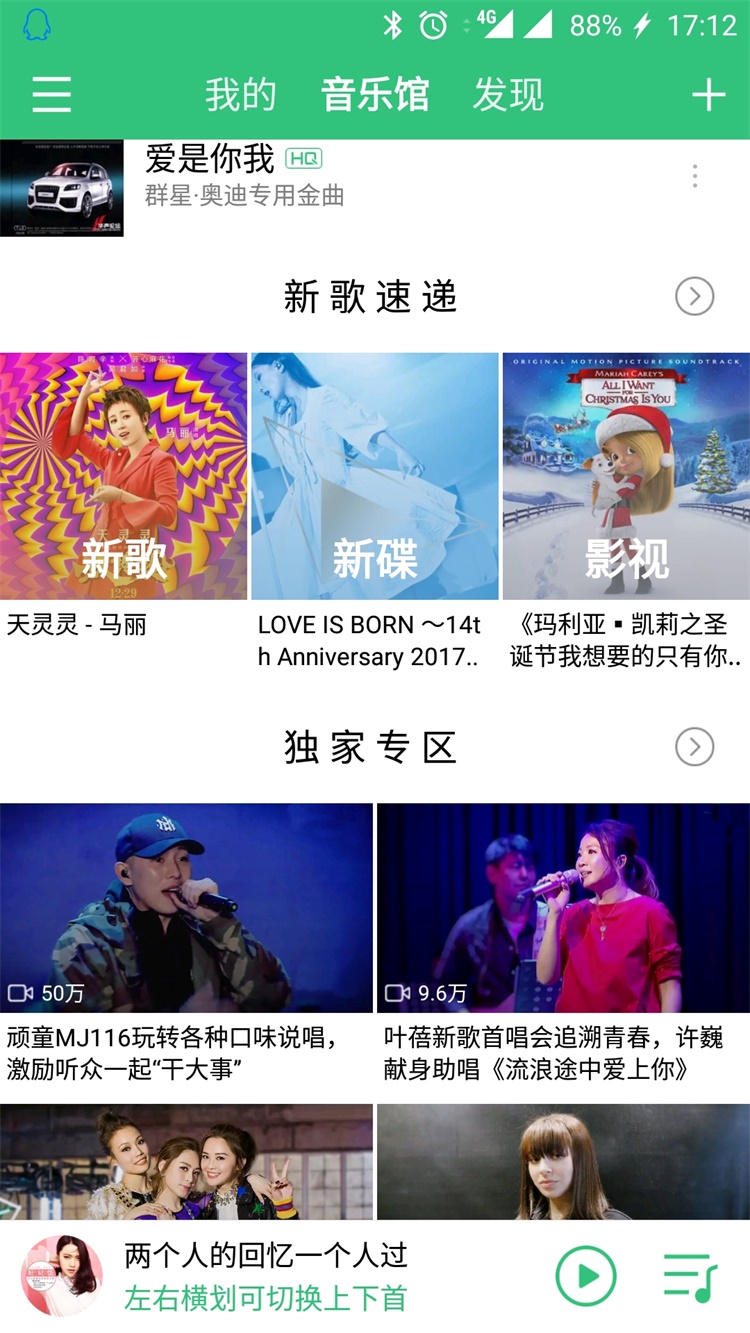 4G 88% 17:12
我的 音乐馆 发现
爱是你我 HQ
群星·奥迪专用金曲
新歌速递
马丽
天灵灵
12:29
新歌
新碟
ORIGINAL MOTION PICTURE SOUNDTRACK
MARIAH CAREY'S
ALL I WANT
FOR
CHRISTMAS IS YOU
影视
天灵灵 - 马丽
LOVE IS BORN ～14t
h Anniversary 2017..
《玛利亚▪凯莉之圣
诞节我想要的只有你..
独家专区
50万
9.6万
顽童MJ116玩转各种口味说唱，
激励听众一起“干大事”
叶蓓新歌首唱会追溯青春，许巍
献身助唱《流浪途中爱上你》
两个人的回忆一个人过
左右横划可切换上下首